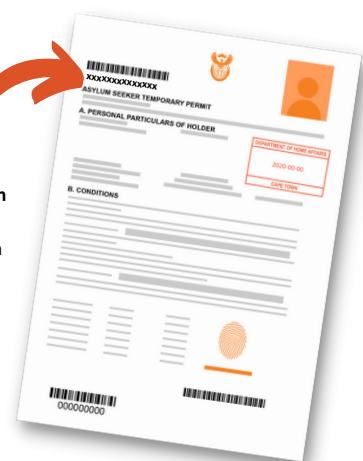 xxxxxxxxxxxxxx
ASYLUM SEEKER TEMPORARY PERMIT
A. PERSONAL PARTICULARS OF HOLDER
DEPARTMENT OF HOME AFFAIRS
2020-00-00
CAPE TOWN
B. CONDITIONS
000000000